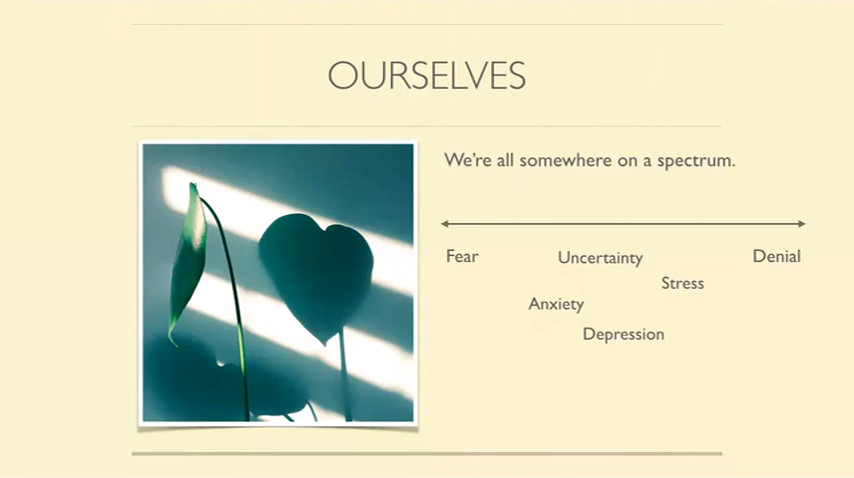 OURSELVES
We're all somewhere on a spectrum.
Fear Uncertainty Denial
Stress
Anxiety
Depression